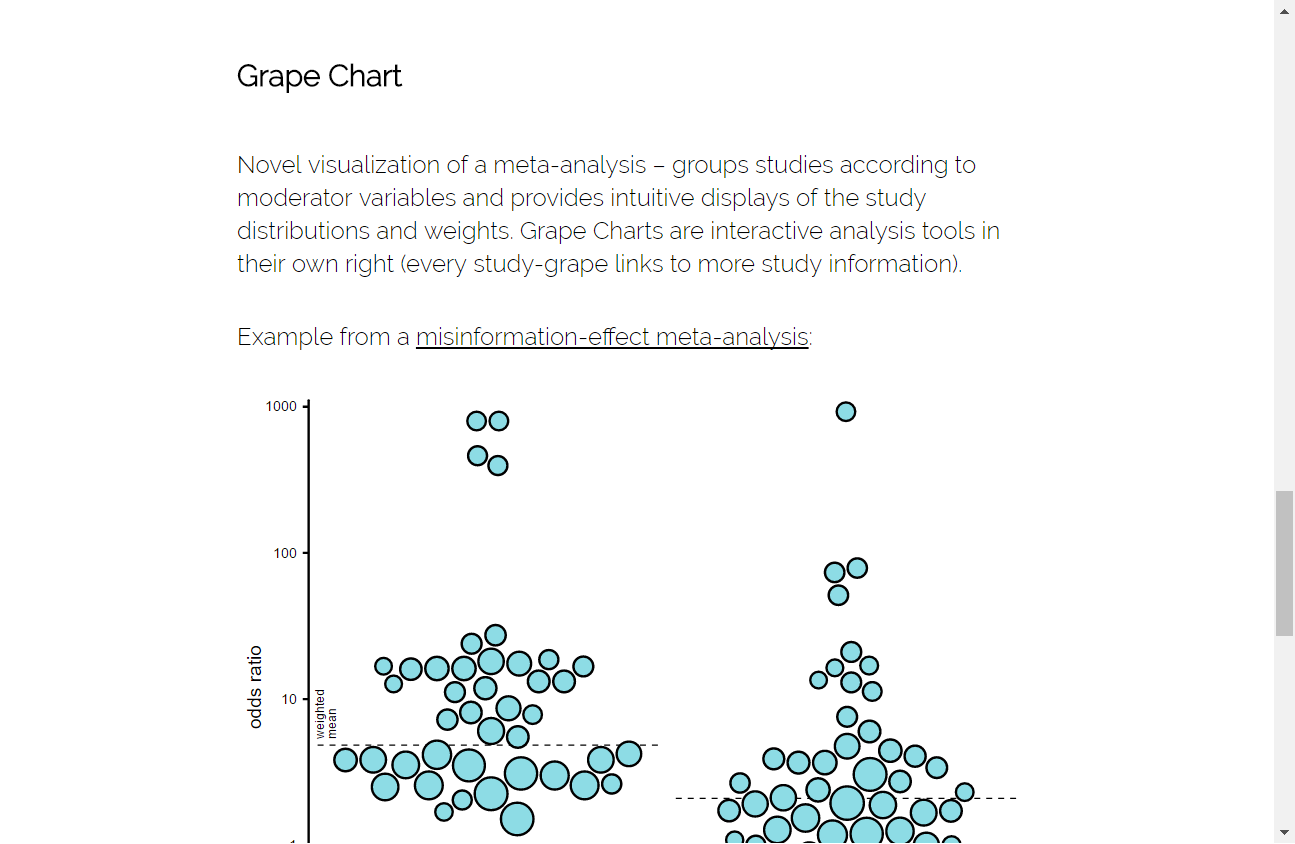 Grape Chart
Novel visualization of a meta-analysis – groups studies according to
moderator variables and provides intuitive displays of the study
distributions and weights. Grape Charts are interactive analysis tools in
their own right (every study-grape links to more study information).
Example from a misinformation-effect meta-analysis:
1000
100
odds ratio
10
weighted
mean